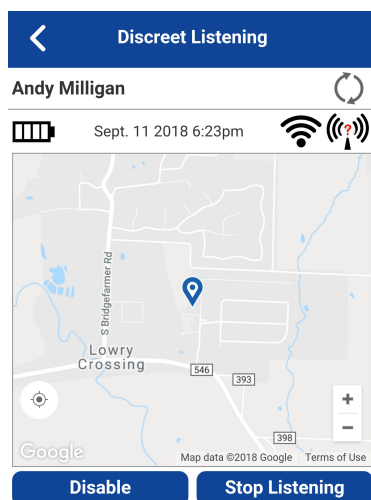 Discreet Listening
Andy Milligan
Sept. 11 2018 6:23pm
?
S Bridgefarmer Rd
Lowry
Crossing
546
393
398
Google
Map data ©2018 Google Terms of Use
Disable
Stop Listening